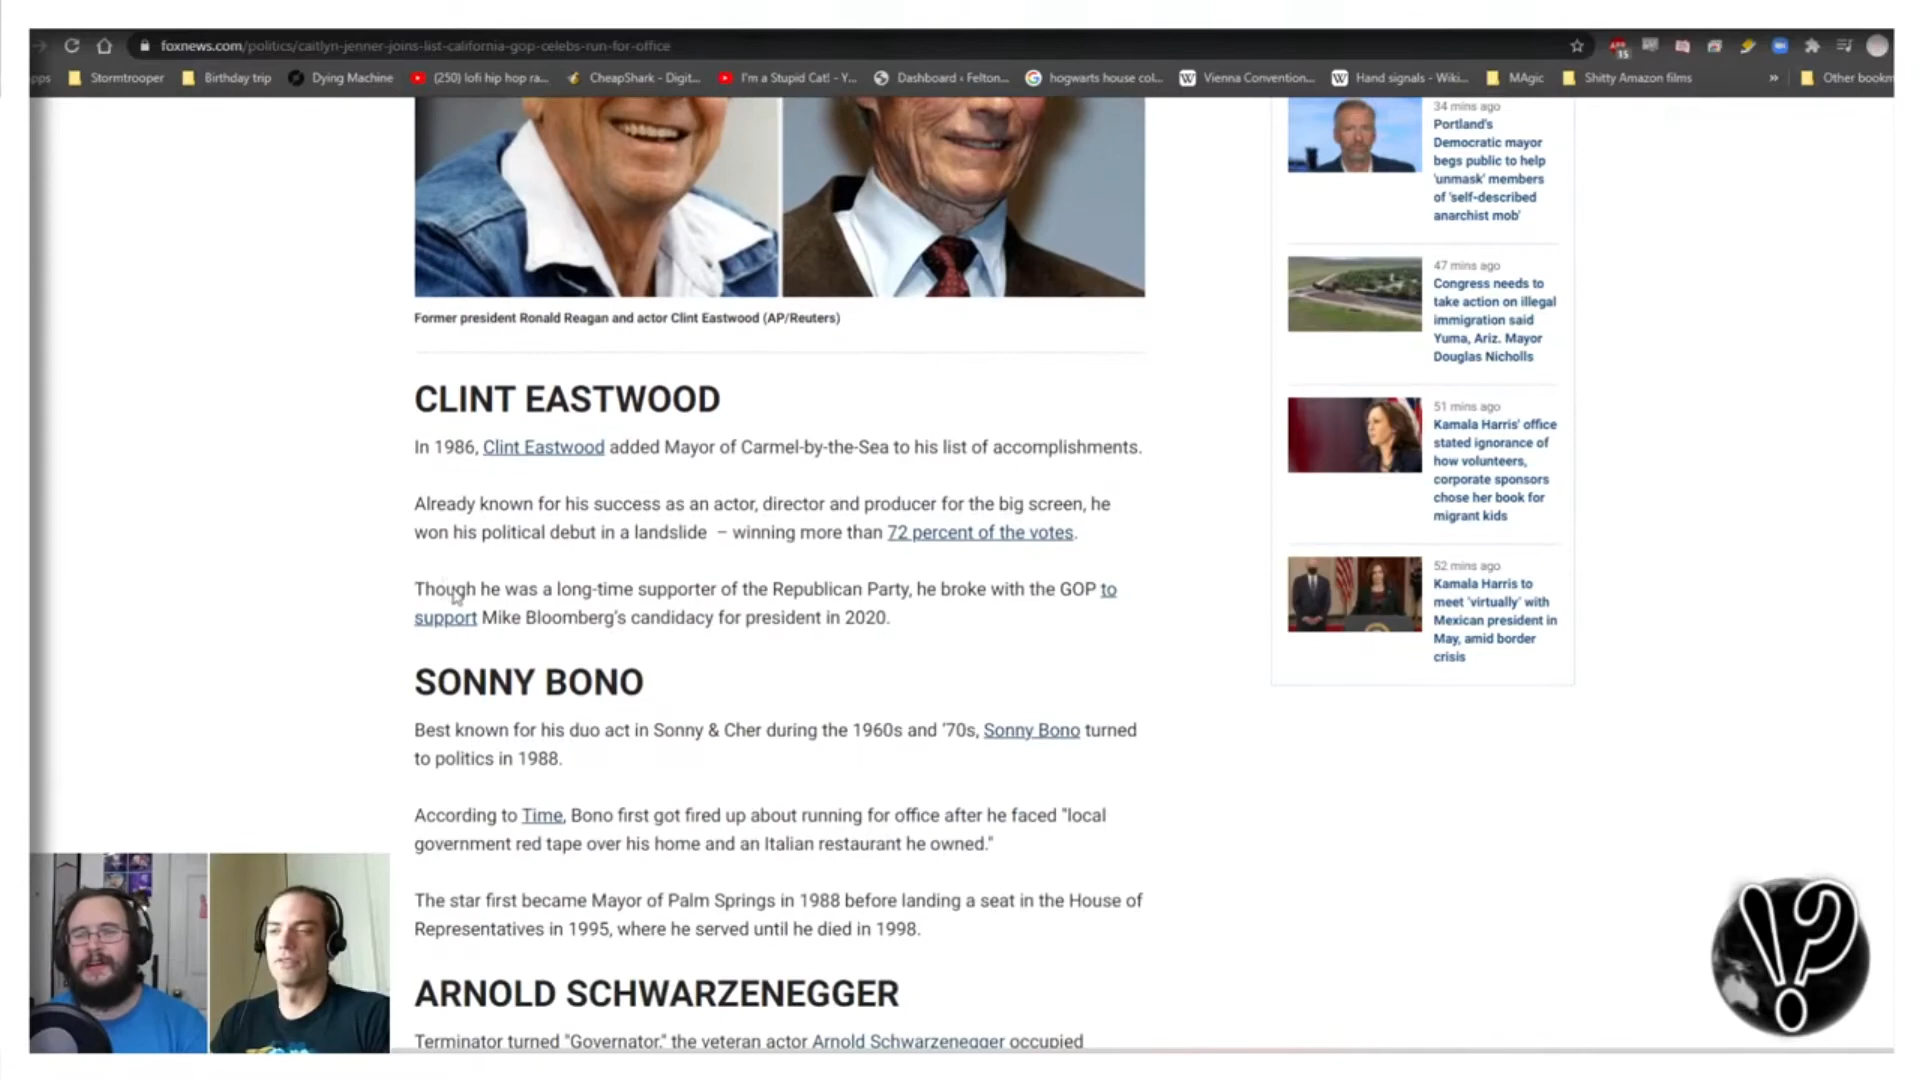 foxnews.com/politics/caitlyn-jenner-joins-list-california-gop-celebs-run-for-office
15
Stormtrooper
Birthday trip
Dying Machine
(250) lofi hip hop ra...
CheapShark - Digit...
I'm a Stupid Cat! - Y...
Dashboard ‹ Felton...
hogwarts house col...
Vienna Convention...
Hand signals - Wiki...
MAgic
Shitty Amazon films
»
Other bookm
Former president Ronald Reagan and actor Clint Eastwood (AP/Reuters)
CLINT EASTWOOD
In 1986, Clint Eastwood added Mayor of Carmel-by-the-Sea to his list of accomplishments.
Already known for his success as an actor, director and producer for the big screen, he
won his political debut in a landslide – winning more than 72 percent of the votes.
Though he was a long-time supporter of the Republican Party, he broke with the GOP to
support Mike Bloomberg's candidacy for president in 2020.
SONNY BONO
Best known for his duo act in Sonny & Cher during the 1960s and '70s, Sonny Bono turned
to politics in 1988.
According to Time, Bono first got fired up about running for office after he faced "local
government red tape over his home and an Italian restaurant he owned."
The star first became Mayor of Palm Springs in 1988 before landing a seat in the House of
Representatives in 1995, where he served until he died in 1998.
ARNOLD SCHWARZENEGGER
Terminator turned "Governator," the veteran actor Arnold Schwarzenegger occupied
34 mins ago
Portland's
Democratic mayor
begs public to help
'unmask' members
of 'self-described
anarchist mob'
47 mins ago
Congress needs to
take action on illegal
immigration said
Yuma, Ariz. Mayor
Douglas Nicholls
51 mins ago
Kamala Harris' office
stated ignorance of
how volunteers,
corporate sponsors
chose her book for
migrant kids
52 mins ago
Kamala Harris to
meet 'virtually' with
Mexican president in
May, amid border
crisis
!?